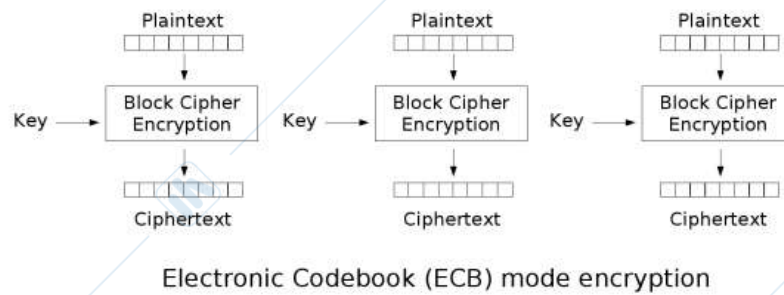 Plaintext Plaintext Plaintext
Key Block Cipher Encryption Key Block Cipher Encryption Key Block Cipher Encryption
Ciphertext Ciphertext Ciphertext
Electronic Codebook (ECB) mode encryption